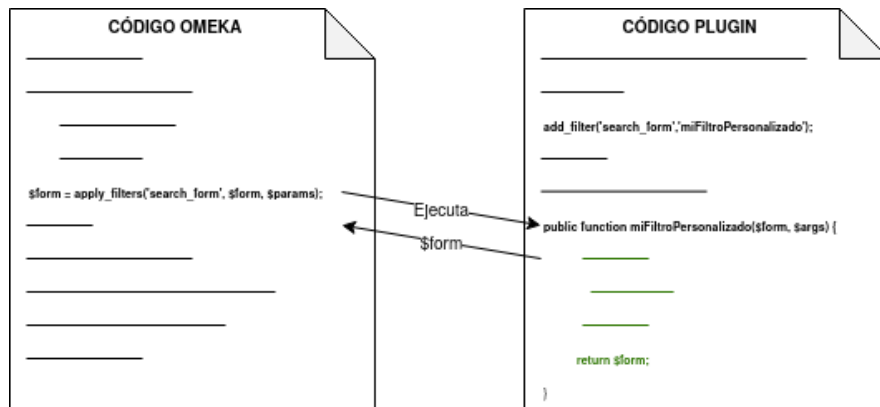 CÓDIGO OMEKA
$form = apply_filters('search_form', $form, $params);
Ejecuta
$form
CÓDIGO PLUGIN
add_filter('search_form','miFiltroPersonalizado');
public function miFiltroPersonalizado($form, $args) {
return $form;
}